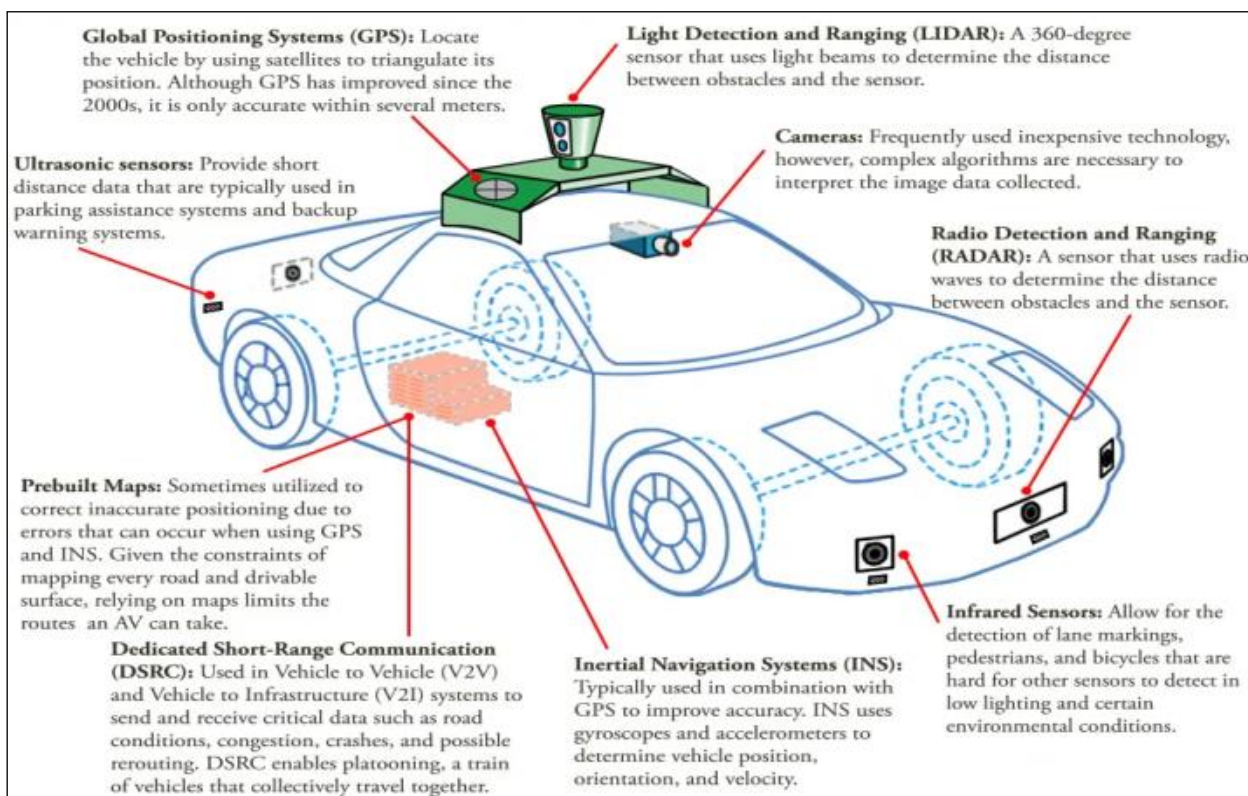 Global Positioning Systems (GPS): Locate
the vehicle by using satellites to triangulate its
position. Although GPS has improved since the
2000s, it is only accurate within several meters.
Light Detection and Ranging (LIDAR): A 360-degree
sensor that uses light beams to determine the distance
between obstacles and the sensor.
Cameras: Frequently used inexpensive technology,
however, complex algorithms are necessary to
interpret the image data collected.
Ultrasonic sensors: Provide short
distance data that are typically used in
parking assistance systems and backup
warning systems.
Radio Detection and Ranging
(RADAR): A sensor that uses radio
waves to determine the distance
between obstacles and the sensor.
Prebuilt Maps: Sometimes utilized to
correct inaccurate positioning due to
errors that can occur when using GPS
and INS. Given the constraints of
mapping every road and drivable
surface, relying on maps limits the
routes an AV can take.
Dedicated Short-Range Communication
(DSRC): Used in Vehicle to Vehicle (V2V)
and Vehicle to Infrastructure (V2I) systems to
send and receive critical data such as road
conditions, congestion, crashes, and possible
rerouting. DSRC enables platooning, a train
of vehicles that collectively travel together.
Inertial Navigation Systems (INS):
Typically used in combination with
GPS to improve accuracy. INS uses
gyroscopes and accelerometers to
determine vehicle position,
orientation, and velocity.
Infrared Sensors: Allow for the
detection of lane markings,
pedestrians, and bicycles that are
hard for other sensors to detect in
low lighting and certain
environmental conditions.